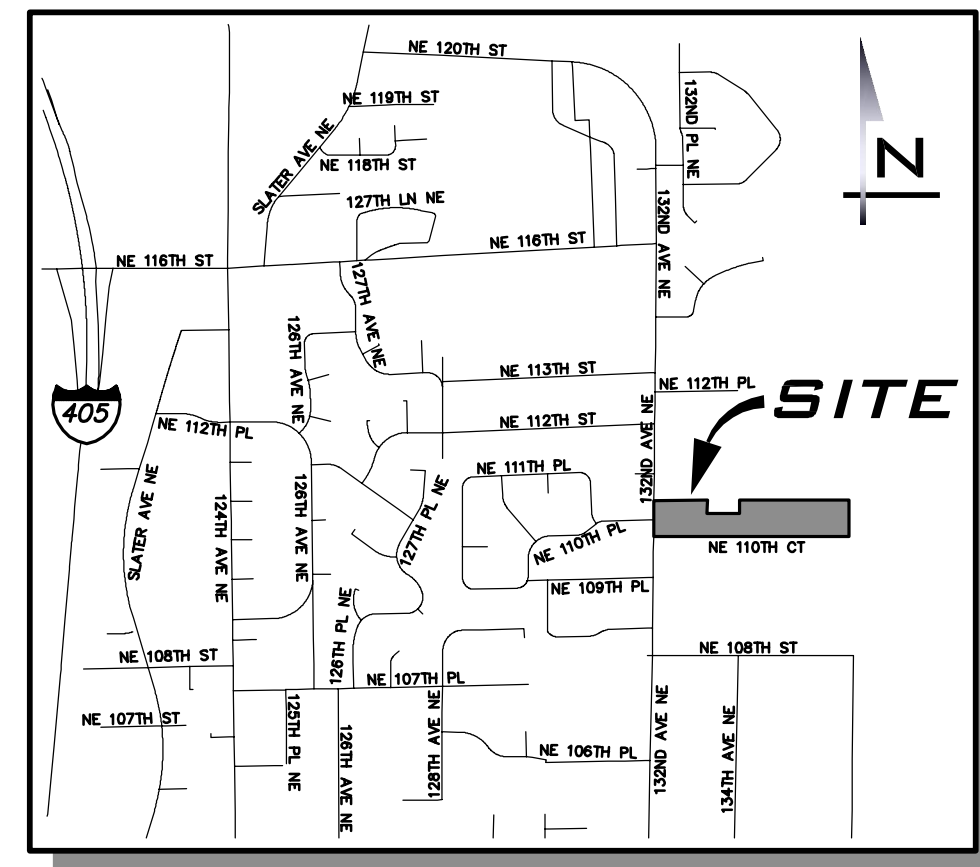 NE 120TH ST
NE 119TH ST
132ND PL NE
N
SLATER AVE NE
NE 118TH ST
127TH LN NE
132ND AVE NE
NE 116TH ST
NE 116TH ST
127TH AVE NE
126TH AVE NE
NE 113TH ST
NE 112TH PL
SITE
405
NE 112TH PL
NE 112TH ST
132ND AVE NE
NE 111TH PL
SLATER AVE NE
124TH AVE NE
126TH AVE NE
127TH PL NE
NE 110TH PL
NE 110TH CT
NE 109TH PL
126TH PL NE
NE 108TH ST
NE 108TH ST
NE 107TH PL
NE 107TH ST
125TH PL NE
126TH AVE NE
128TH AVE NE
NE 106TH PL
132ND AVE NE
134TH AVE NE